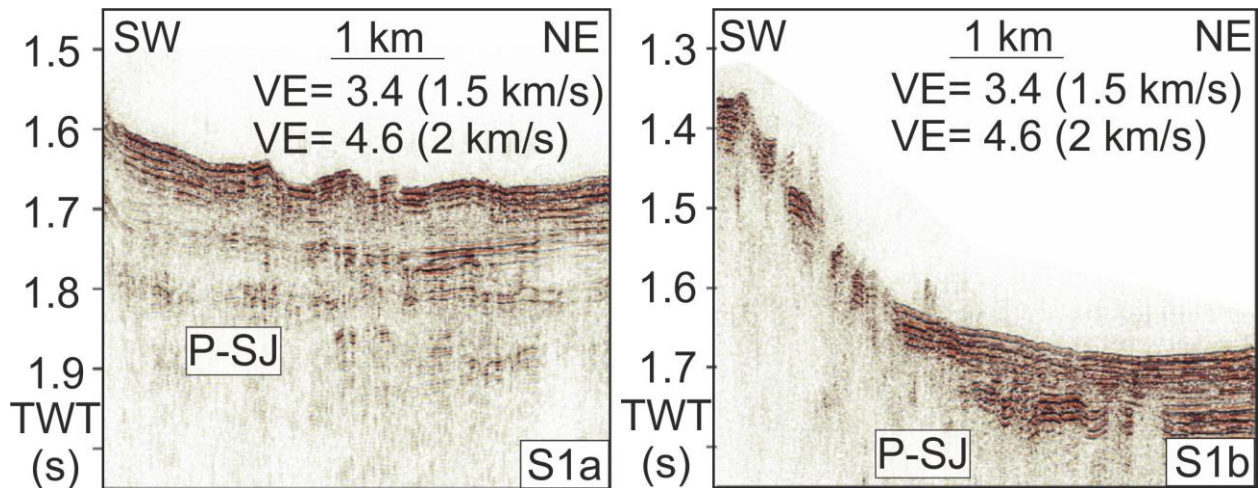 SW 1 km NE
VE= 3.4 (1.5 km/s)
VE= 4.6 (2 km/s)
1.5
1.6
1.7
1.8
1.9
TWT
(s)
P-SJ
S1a
SW 1 km NE
VE= 3.4 (1.5 km/s)
VE= 4.6 (2 km/s)
1.3
1.4
1.5
1.6
1.7
TWT
(s)
P-SJ
S1b